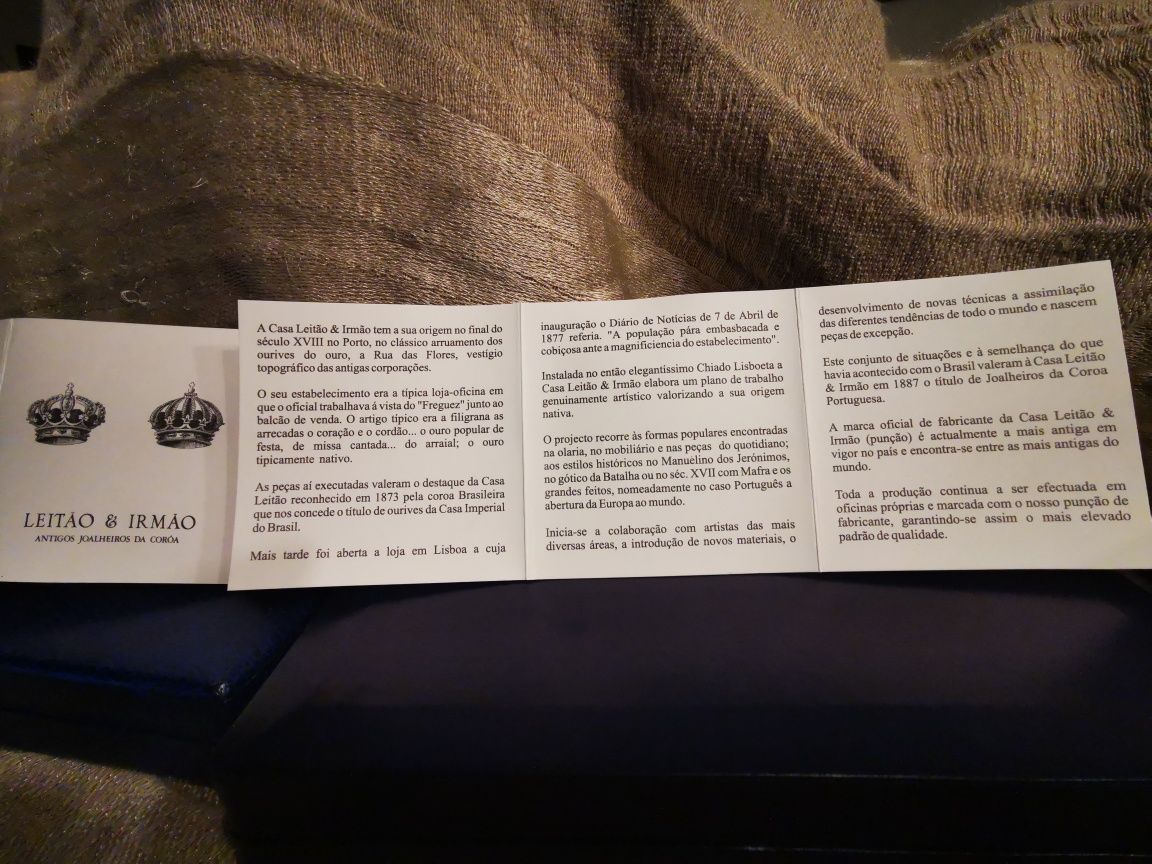 LEITÃO & IRMÃO
ANTIGOS JOALHEIROS DA CORÔA
A Casa Leitão & Irmão tem a sua origem no final do
século XVIII no Porto, no clássico arruamento dos
ourives do ouro, a Rua das Flores, vestígio
topográfico das antigas corporações.
O seu estabelecimento era a típica loja-oficina em
que o oficial trabalhava á vista do "Freguez" junto ao
balcão de venda. O artigo típico era a filigrana as
arrecadas o coração e o cordão... o ouro popular de
festa, de missa cantada... do arraial; o ouro
tipicamente nativo.
As peças aí executadas valeram o destaque da Casa
Leitão reconhecido em 1873 pela coroa Brasileira
que nos concede o título de ourives da Casa Imperial
do Brasil.
Mais tarde foi aberta a loja em Lisboa a cuja
inauguração o Diário de Notícias de 7 de Abril de
1877 referia. "A população pára embasbacada e
cobiçosa ante a magnificiencia do estabelecimento".
Instalada no então elegantíssimo Chiado Lisboeta a
Casa Leitão & Irmão elabora um plano de trabalho
genuinamente artístico valorizando a sua origem
nativa.
O projecto recorre às formas populares encontradas
na olaria, no mobiliário e nas peças do quotidiano;
aos estilos históricos no Manuelino dos Jerónimos,
no gótico da Batalha ou no séc. XVII com Mafra e os
grandes feitos, nomeadamente no caso Português a
abertura da Europa ao mundo.
Inicia-se a colaboração com artistas das mais
diversas áreas, a introdução de novos materiais, o
desenvolvimento de novas técnicas a assimilação
das diferentes tendências de todo o mundo e nascem
peças de excepção.
Este conjunto de situações e à semelhança do que
havia acontecido com o Brasil valeram à Casa Leitão
& Irmão em 1887 o título de Joalheiros da Coroa
Portuguesa.
A marca oficial de fabricante da Casa Leitão &
Irmão (punção) é actualmente a mais antiga em
vigor no país e encontra-se entre as mais antigas do
mundo.
Toda a produção continua a ser efectuada em
oficinas próprias e marcada com o nosso punção de
fabricante, garantindo-se assim o mais elevado
padrão de qualidade.